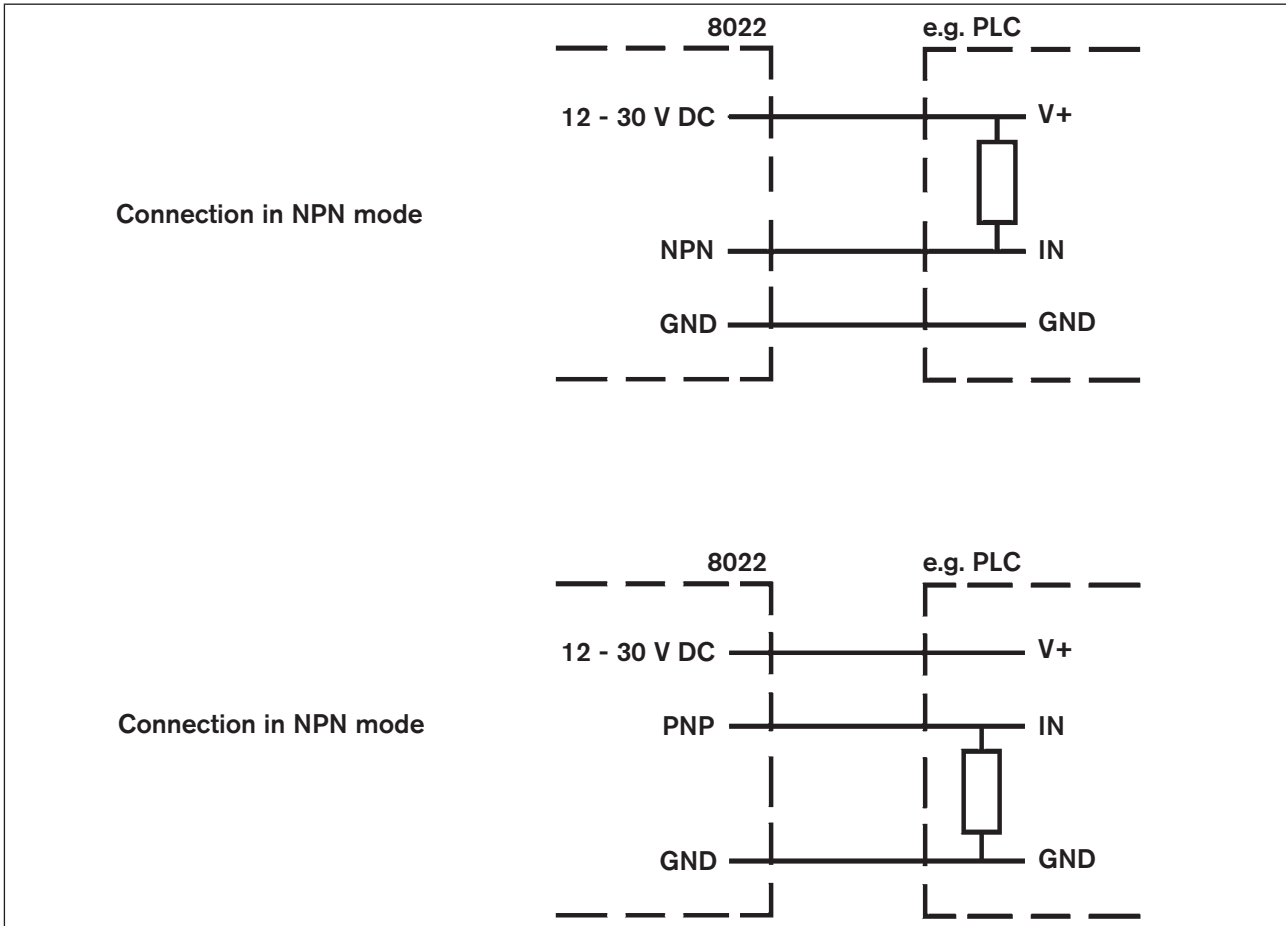 8022 e.g. PLC
12 - 30 V DC V+
Connection in NPN mode
NPN IN
GND GND
8022 e.g. PLC
12 - 30 V DC V+
Connection in NPN mode
PNP IN
GND GND